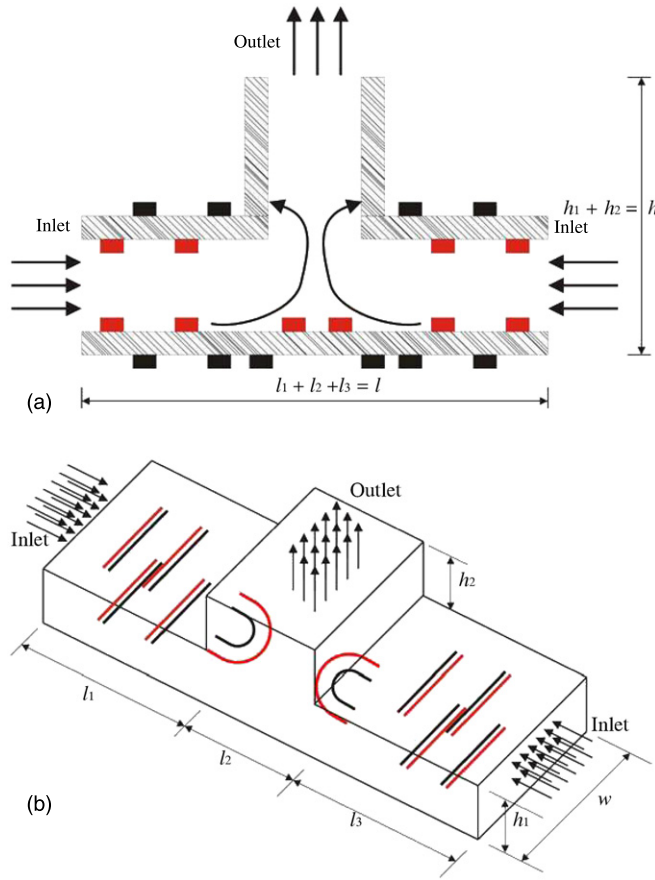 Outlet
Inlet
Inlet
h1 + h2 = h
l1 + l2 +l3 = l
(a)
Outlet
Inlet
h2
l1
Inlet
l2
w
(b)
h1
l3